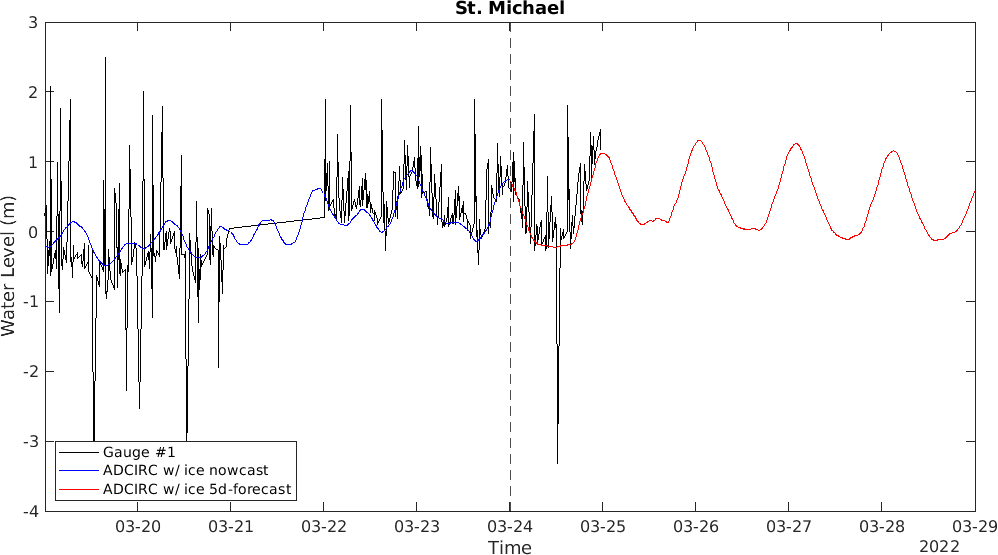 St. Michael
3
2
1
0
-1
-2
-3
-4
Water Level (m)
Gauge #1
ADCIRC w/ ice nowcast
ADCIRC w/ ice 5d-forecast
03-20 03-21 03-22 03-23 03-24 03-25 03-26 03-27 03-28 03-29
Time
2022